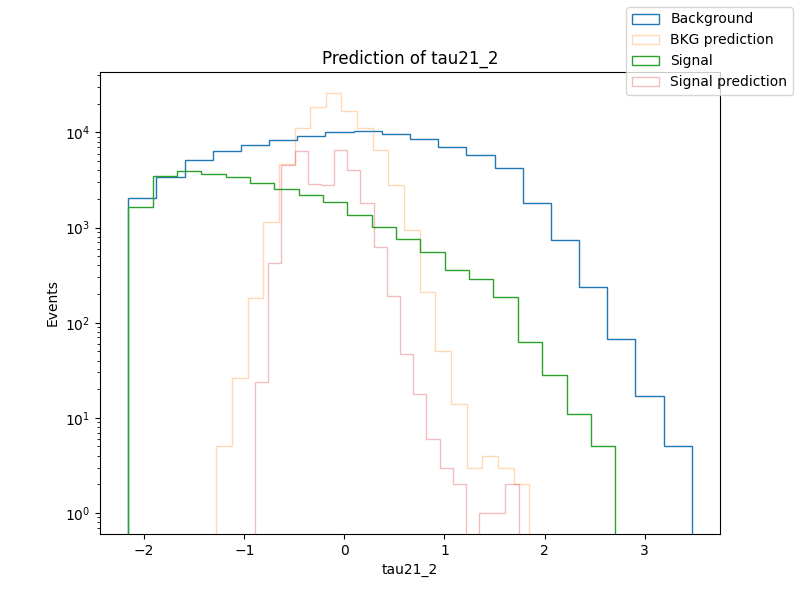 Prediction of tau21_2
Background
BKG prediction
Signal
Signal prediction
Events
10^4
10^3
10^2
10^1
10^0
−2
−1
0
1
2
3
tau21_2